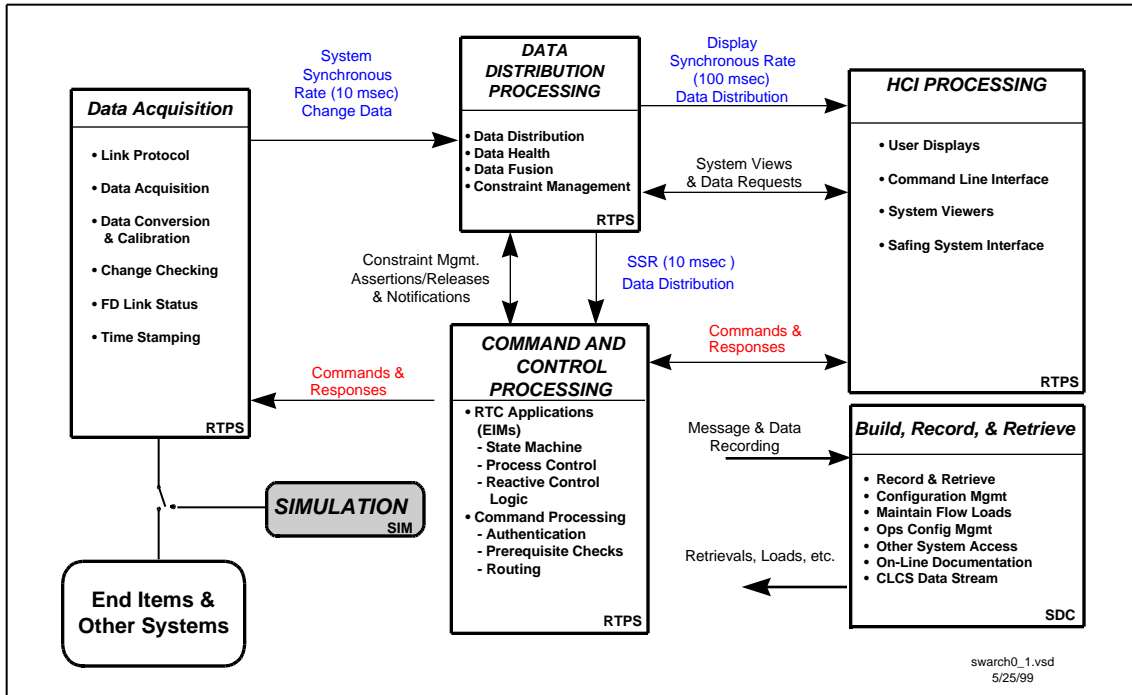 System
Synchronous
Rate (10 msec)
Change Data
DATA
DISTRIBUTION
PROCESSING
• Data Distribution
• Data Health
• Data Fusion
• Constraint Management
RTPS
Display
Synchronous Rate
(100 msec)
Data Distribution
HCI PROCESSING
• User Displays
• Command Line Interface
• System Viewers
• Safing System Interface
RTPS
Data Acquisition
• Link Protocol
• Data Acquisition
• Data Conversion
& Calibration
• Change Checking
• FD Link Status
• Time Stamping
RTPS
System Views
& Data Requests
Constraint Mgmt.
Assertions/Releases
& Notifications
SSR (10 msec )
Data Distribution
Commands &
Responses
COMMAND AND
CONTROL
PROCESSING
• RTC Applications
(EIMs)
- State Machine
- Process Control
- Reactive Control
Logic
• Command Processing
- Authentication
- Prerequisite Checks
- Routing
RTPS
Commands &
Responses
Message & Data
Recording
Build, Record, & Retrieve
• Record & Retrieve
• Configuration Mgmt
• Maintain Flow Loads
• Ops Config Mgmt
• Other System Access
• On-Line Documentation
• CLCS Data Stream
SDC
Retrievals, Loads, etc.
SIMULATION
SIM
End Items &
Other Systems
swarch0_1.vsd
5/25/99